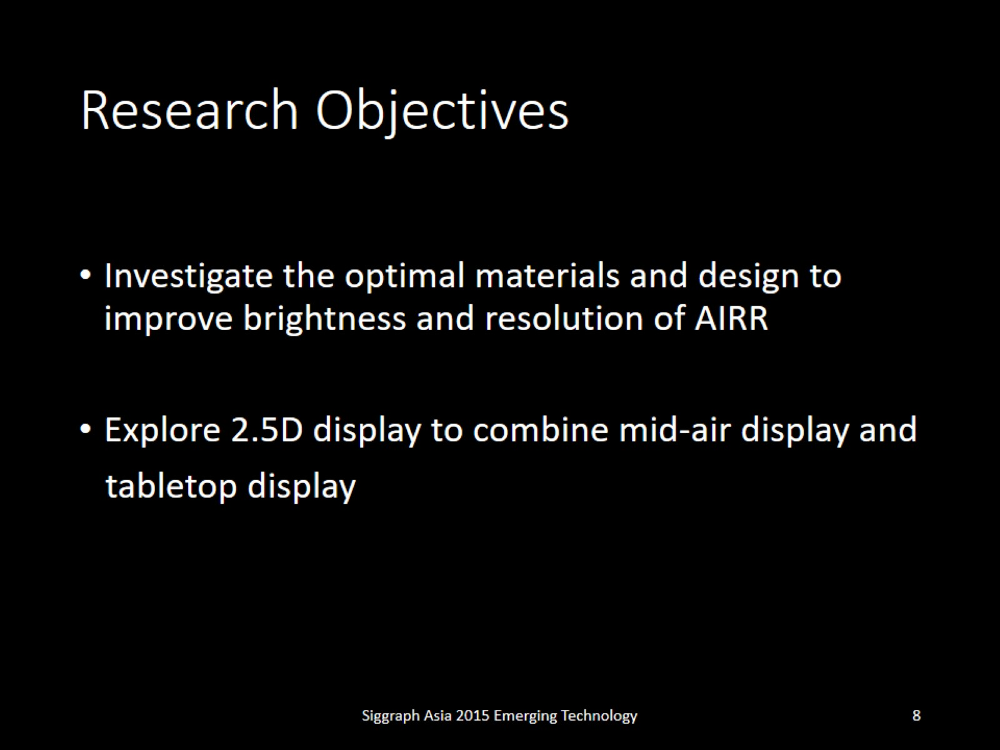 Research Objectives
• Investigate the optimal materials and design to
improve brightness and resolution of AIRR
• Explore 2.5D display to combine mid-air display and
tabletop display
Siggraph Asia 2015 Emerging Technology
8